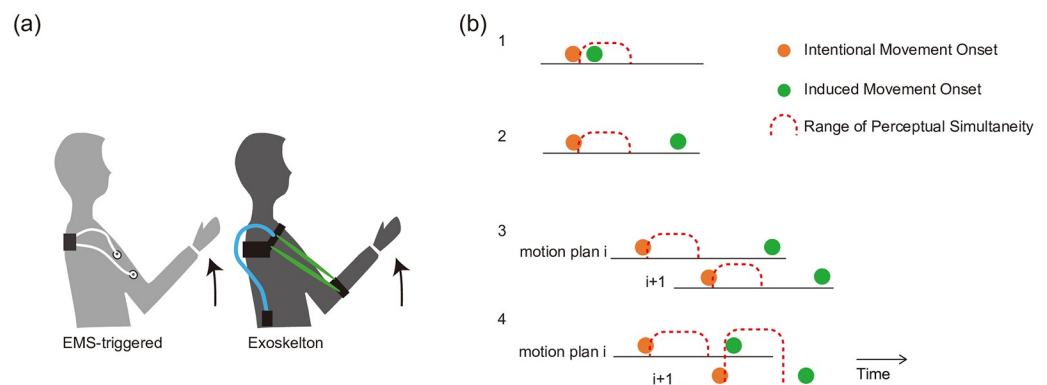 (a)
EMS-triggered
Exoskelton
(b)
1
Intentional Movement Onset
Induced Movement Onset
Range of Perceptual Simultaneity
2
3
motion plan i
i+1
4
motion plan i
i+1
Time